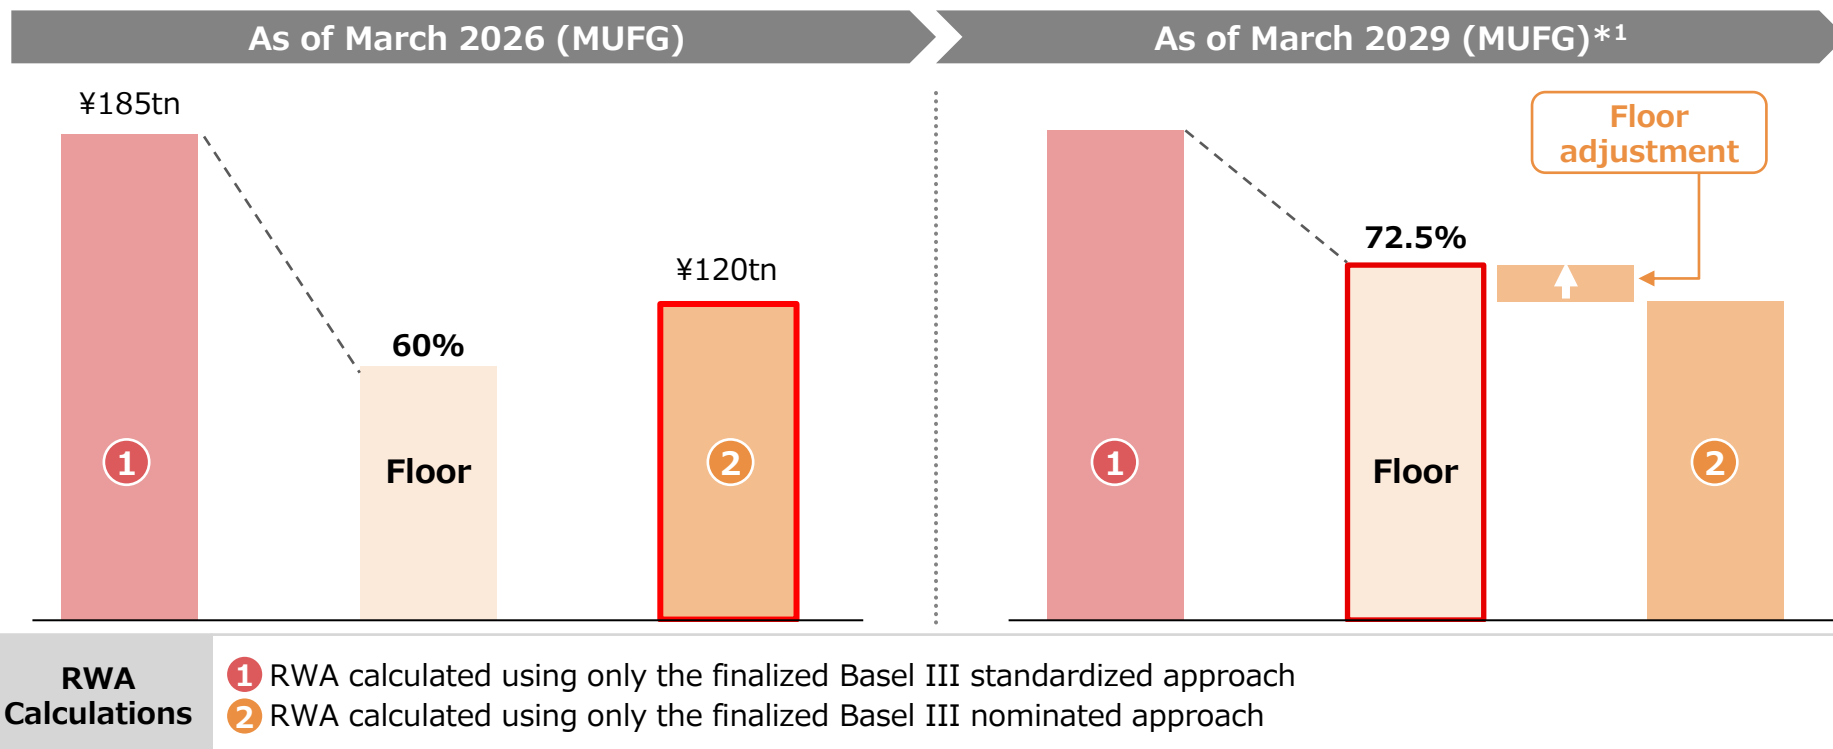 As of March 2026 (MUFG)
¥185tn
60%
Floor
¥120tn
1
2
As of March 2029 (MUFG)*1
Floor
adjustment
72.5%
Floor
1
2
RWA
Calculations
1 RWA calculated using only the finalized Basel III standardized approach
2 RWA calculated using only the finalized Basel III nominated approach